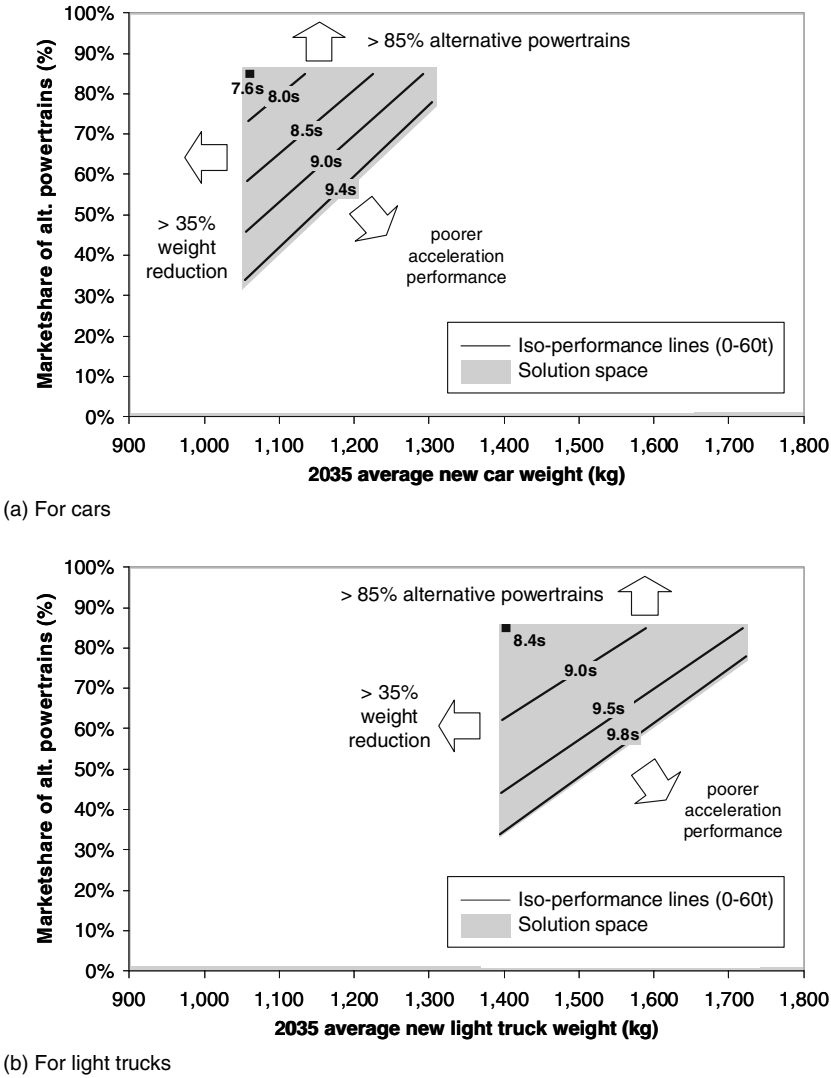 100%
90%
80%
70%
60%
50%
40%
30%
20%
10%
0%
Marketshare of alt. powertrains (%)
> 85% alternative powertrains
7.6s
8.0s
8.5s
9.0s
9.4s
> 35%
weight
reduction
poorer
acceleration
performance
Iso-performance lines (0-60t)
Solution space
900 1,000 1,100 1,200 1,300 1,400 1,500 1,600 1,700 1,800
2035 average new car weight (kg)
(a) For cars
100%
90%
80%
70%
60%
50%
40%
30%
20%
10%
0%
Marketshare of alt. powertrains (%)
> 85% alternative powertrains
8.4s
9.0s
9.5s
9.8s
> 35%
weight
reduction
poorer
acceleration
performance
Iso-performance lines (0-60t)
Solution space
900 1,000 1,100 1,200 1,300 1,400 1,500 1,600 1,700 1,800
2035 average new light truck weight (kg)
(b) For light trucks